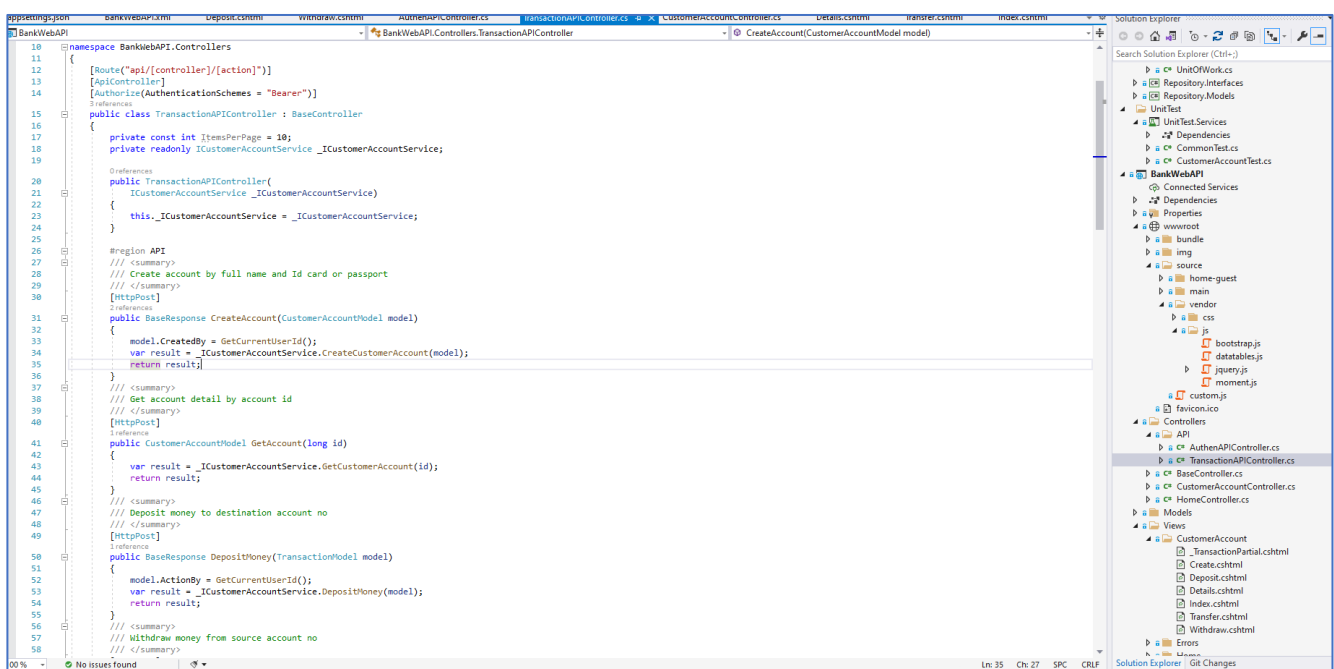 appsettings.json BankWebAPI.xml Deposit.cshtml Withdraw.cshtml AuthenAPIController.cs TransactionAPIController.cs CustomerAccountController.cs Details.cshtml Transfer.cshtml Index.cshtml
BankWebAPI BankWebAPI.Controllers.TransactionAPIController CreateAccount(CustomerAccountModel model)
10 namespace BankWebAPI.Controllers
11 {
12 [Route("api/[controller]/[action]")]
13 [ApiController]
14 [Authorize(AuthenticationSchemes = "Bearer")]
3 references
15 public class TransactionAPIController : BaseController
16 {
17 private const int ItemsPerPage = 10;
18 private readonly ICustomerAccountService _ICustomerAccountService;
19
0 references
20 public TransactionAPIController(
21 ICustomerAccountService _ICustomerAccountService)
22 {
23 this._ICustomerAccountService = _ICustomerAccountService;
24 }
25
26 #region API
27 /// <summary>
28 /// Create account by full name and Id card or passport
29 /// </summary>
30 [HttpPost]
2 references
31 public BaseResponse CreateAccount(CustomerAccountModel model)
32 {
33 model.CreatedBy = GetCurrentUserId();
34 var result = _ICustomerAccountService.CreateCustomerAccount(model);
35 return result;
36 }
37 /// <summary>
38 /// Get account detail by account id
39 /// </summary>
40 [HttpPost]
1 reference
41 public CustomerAccountModel GetAccount(long id)
42 {
43 var result = _ICustomerAccountService.GetCustomerAccount(id);
44 return result;
45 }
46 /// <summary>
47 /// Deposit money to destination account no
48 /// </summary>
49 [HttpPost]
1 reference
50 public BaseResponse DepositMoney(TransactionModel model)
51 {
52 model.ActionBy = GetCurrentUserId();
53 var result = _ICustomerAccountService.DepositMoney(model);
54 return result;
55 }
56 /// <summary>
57 /// Withdraw money from source account no
58 /// </summary>
00 % No issues found Ln: 35 Ch: 27 SPC CRLF
Solution Explorer
Search Solution Explorer (Ctrl+;)
UnitOfWork.cs
Repository.Interfaces
Repository.Models
UnitTest
UnitTest.Services
Dependencies
CommonTest.cs
CustomerAccountTest.cs
BankWebAPI
Connected Services
Dependencies
Properties
wwwroot
bundle
img
source
home-guest
main
vendor
css
js
bootstrap.js
datatables.js
jquery.js
moment.js
custom.js
favicon.ico
Controllers
API
AuthenAPIController.cs
TransactionAPIController.cs
BaseController.cs
CustomerAccountController.cs
HomeController.cs
Models
Views
CustomerAccount
_TransactionPartial.cshtml
Create.cshtml
Deposit.cshtml
Details.cshtml
Index.cshtml
Transfer.cshtml
Withdraw.cshtml
Errors
Home
Solution Explorer Git Changes